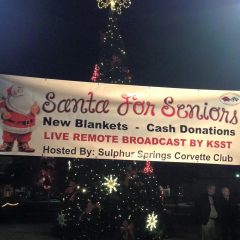 Santa For Seniors
New Blankets - Cash Donations
LIVE REMOTE BROADCAST BY KSST
Hosted By: Sulphur Springs Corvette Club